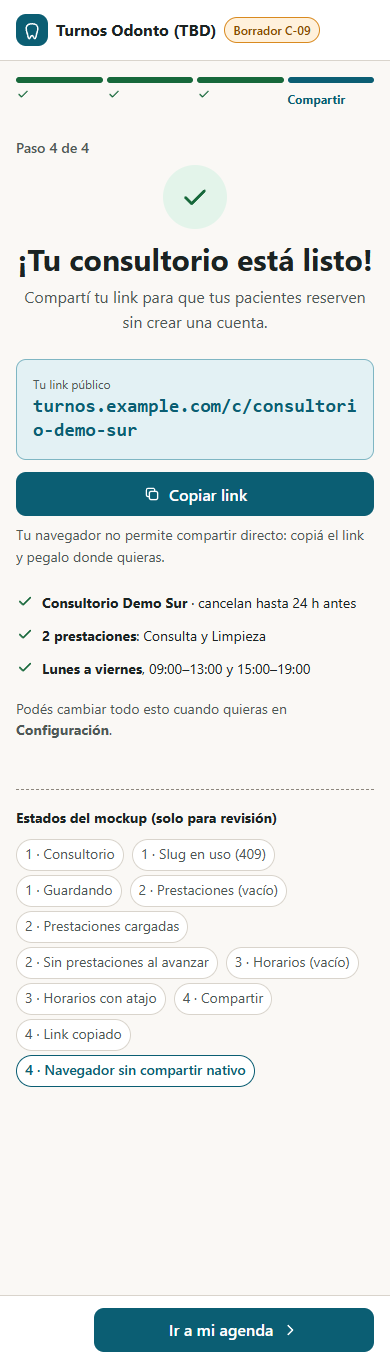 Turnos Odonto (TBD)
Borrador C-09
Compartir
Paso 4 de 4
¡Tu consultorio está listo!
Compartí tu link para que tus pacientes reserven
sin crear una cuenta.
Tu link público
turnos.example.com/c/consultori
o-demo-sur
Copiar link
Tu navegador no permite compartir directo: copiá el link
y pegalo donde quieras.
Consultorio Demo Sur · cancelan hasta 24 h antes
2 prestaciones: Consulta y Limpieza
Lunes a viernes, 09:00–13:00 y 15:00–19:00
Podés cambiar todo esto cuando quieras en
Configuración.
Estados del mockup (solo para revisión)
1 · Consultorio
1 · Slug en uso (409)
1 · Guardando
2 · Prestaciones (vacío)
2 · Prestaciones cargadas
2 · Sin prestaciones al avanzar
3 · Horarios (vacío)
3 · Horarios con atajo
4 · Compartir
4 · Link copiado
4 · Navegador sin compartir nativo
Ir a mi agenda